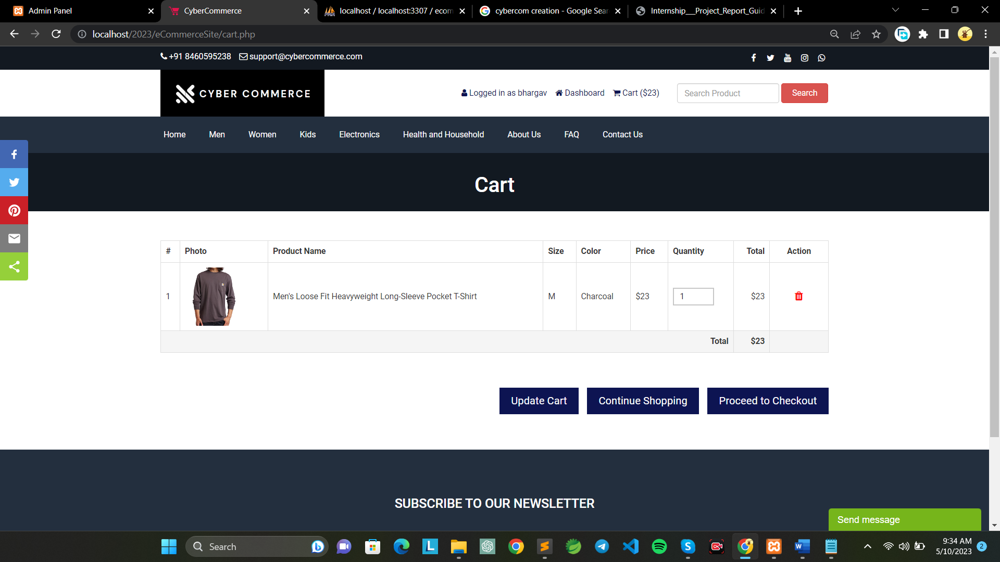 Admin Panel
CyberCommerce
localhost / localhost:3307 / ecom
cybercom creation - Google Sear
Internship___Project_Report_Guid
localhost/2023/eCommerceSite/cart.php
+91 8460595238 support@cybercommerce.com
CYBER COMMERCE
Logged in as bhargav Dashboard Cart ($23) Search Product Search
Home Men Women Kids Electronics Health and Household About Us FAQ Contact Us
Cart
# Photo Product Name Size Color Price Quantity Total Action
1 Men's Loose Fit Heavyweight Long-Sleeve Pocket T-Shirt M Charcoal $23 1 $23
Total $23
Update Cart Continue Shopping Proceed to Checkout
SUBSCRIBE TO OUR NEWSLETTER
Send message
Search
9:34 AM
5/10/2023
2